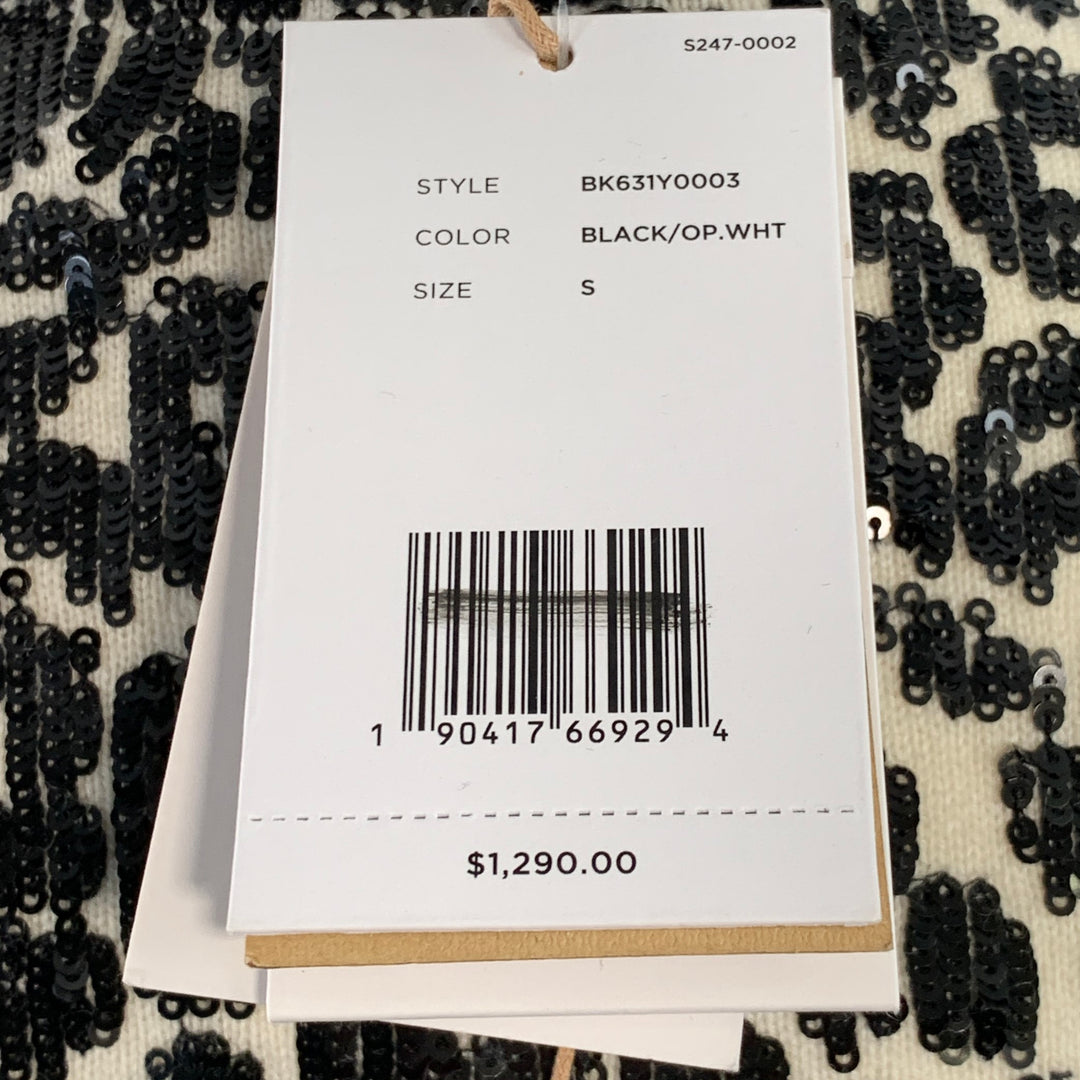 S247-0002
STYLE BK631Y0003
COLOR BLACK/OP.WHT
SIZE S
1 90417 66929 4
$1,290.00